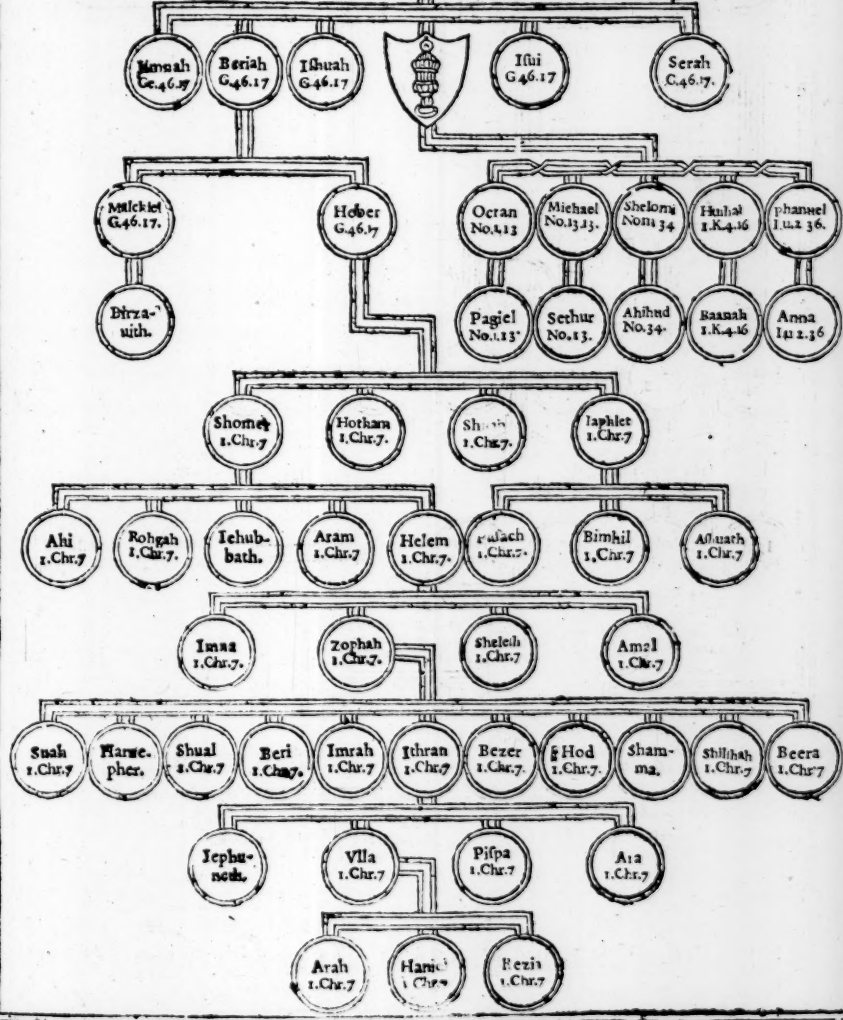 Beriah
G.46.17
Iſhuah
G.46.17
Iſui
G 46.17
Serah
G.46.17.
Malckiel
G.46.17.
Heber
G.46.17
Ocran
No.1.13
Michael
No.13.13.
Shelomi
Nom 34
1.K.4.16
phanuel
Lu.2 36.
Birza-
uith.
Pagiel
No.1.13
Sethur
No.13.
Ahihud
No.34.
Baanah
1.K.4.16
Anna
Lu 2.36
Shomer
1.Chr.7
Hotham
1.Chr.7.
1.Chr.7.
Iaphlet
1.Chr.7
Ahi
1.Chr.7
Rohgah
1.Chr.7.
Iehub-
bath.
Aram
1.Chr.7.
Helem
1.Chr.7.
1.Chr.7.
Bimhil
1.Chr.7
Aſhuath
1.Chr.7
Imna
1.Chr.7.
Zophah
1.Chr.7.
Sheleſh
1.Chr.7
Amal
1.Chr.7
Suah
1.Chr.7
Harne-
pher.
Shual
1.Chr.7
Beri
1.Chr.7.
Imrah
1.Chr.7
Ithran
1.Chr.7
Bezer
1.Chr.7.
Hod
1.Chr.7.
Sham-
ma.
Shilſhah
1.Chr.7
Beera
1.Chr 7
Iephu-
neth.
Vlla
1.Chr.7
Piſpa
1.Chr.7
Ara
1.Chr.7
Arah
1.Chr.7
Haniel
1 Chr.7
Rezia
1.Chr.7